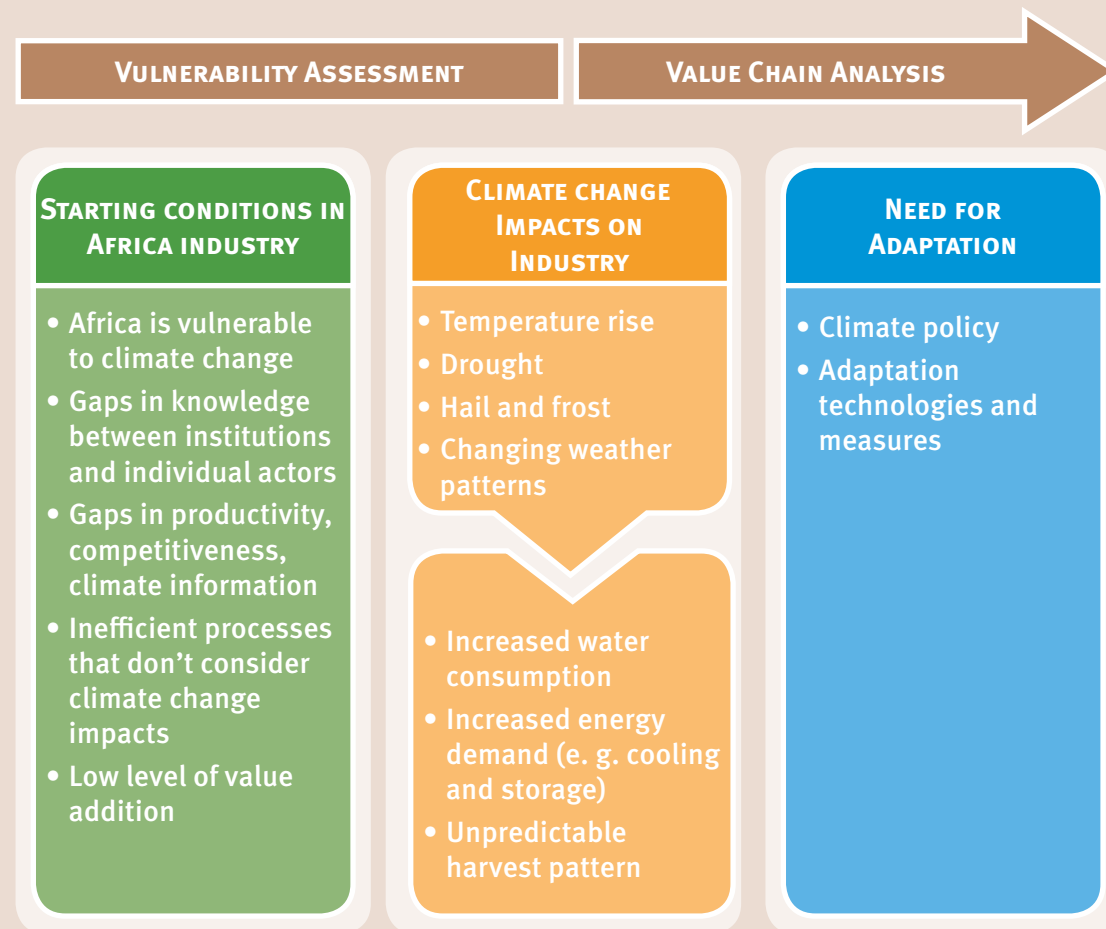 VULNERABILITY ASSESSMENT
VALUE CHAIN ANALYSIS
STARTING CONDITIONS IN
AFRICA INDUSTRY
• Africa is vulnerable
to climate change
• Gaps in knowledge
between institutions
and individual actors
• Gaps in productivity,
competitiveness,
climate information
• Inefficient processes
that don’t consider
climate change
impacts
• Low level of value
addition
CLIMATE CHANGE
IMPACTS ON
INDUSTRY
• Temperature rise
• Drought
• Hail and frost
• Changing weather
patterns
• Increased water
consumption
• Increased energy
demand (e. g. cooling
and storage)
• Unpredictable
harvest pattern
NEED FOR
ADAPTATION
• Climate policy
• Adaptation
technologies and
measures